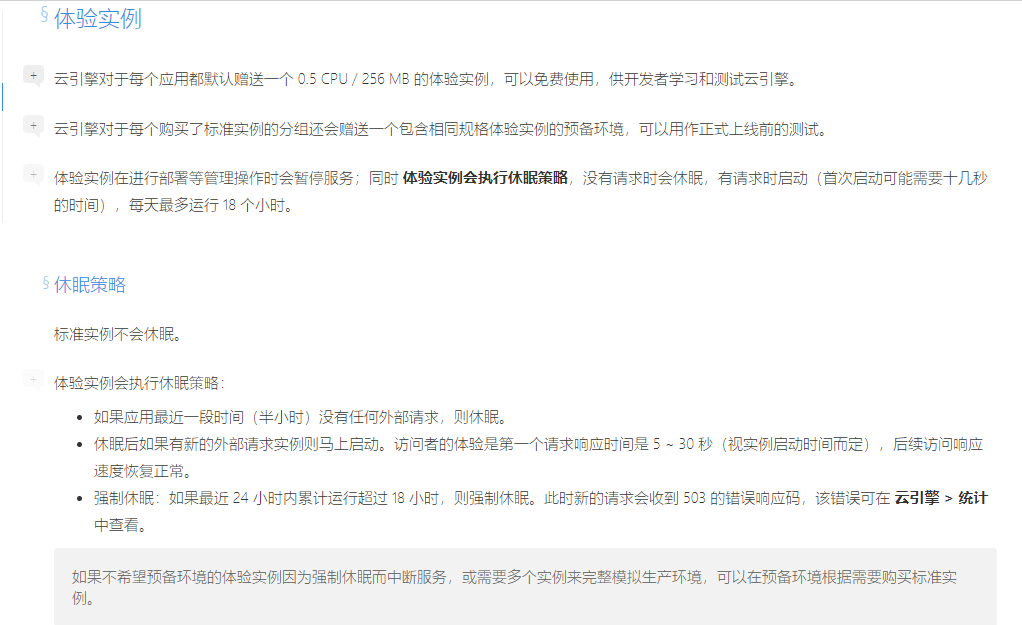 § 体验实例
+ 云引擎对于每个应用都默认赠送一个 0.5 CPU / 256 MB 的体验实例，可以免费使用，供开发者学习和测试云引擎。
+ 云引擎对于每个购买了标准实例的分组还会赠送一个包含相同规格体验实例的预备环境，可以用作正式上线前的测试。
+ 体验实例在进行部署等管理操作时会暂停服务；同时 体验实例会执行休眠策略，没有请求时会休眠，有请求时启动（首次启动可能需要十几秒
的时间），每天最多运行 18 个小时。
§ 休眠策略
标准实例不会休眠。
+ 体验实例会执行休眠策略：
• 如果应用最近一段时间（半小时）没有任何外部请求，则休眠。
• 休眠后如果有新的外部请求实例则马上启动。访问者的体验是第一个请求响应时间是 5 ~ 30 秒（视实例启动时间而定），后续访问响应
速度恢复正常。
• 强制休眠：如果最近 24 小时内累计运行超过 18 小时，则强制休眠。此时新的请求会收到 503 的错误响应码，该错误可在 云引擎 > 统计
中查看。
如果不希望预备环境的体验实例因为强制休眠而中断服务，或需要多个实例来完整模拟生产环境，可以在预备环境根据需要购买标准实
例。